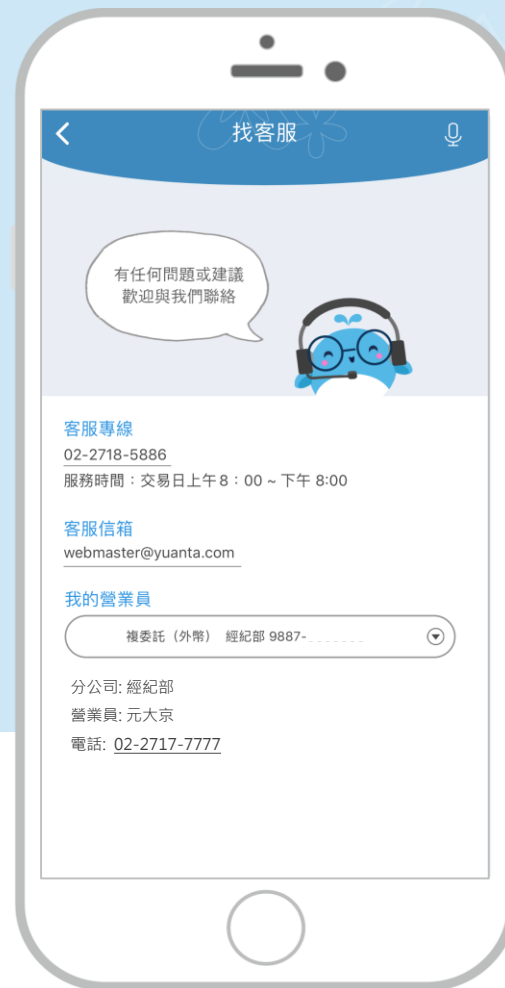 找客服
有任何問題或建議
歡迎與我們聯絡
客服專線
02-2718-5886
服務時間：交易日上午8：00 ~ 下午 8:00
客服信箱
webmaster@yuanta.com
我的營業員
複委託（外幣） 經紀部 9887-_______
分公司: 經紀部
營業員: 元大京
電話: 02-2717-7777